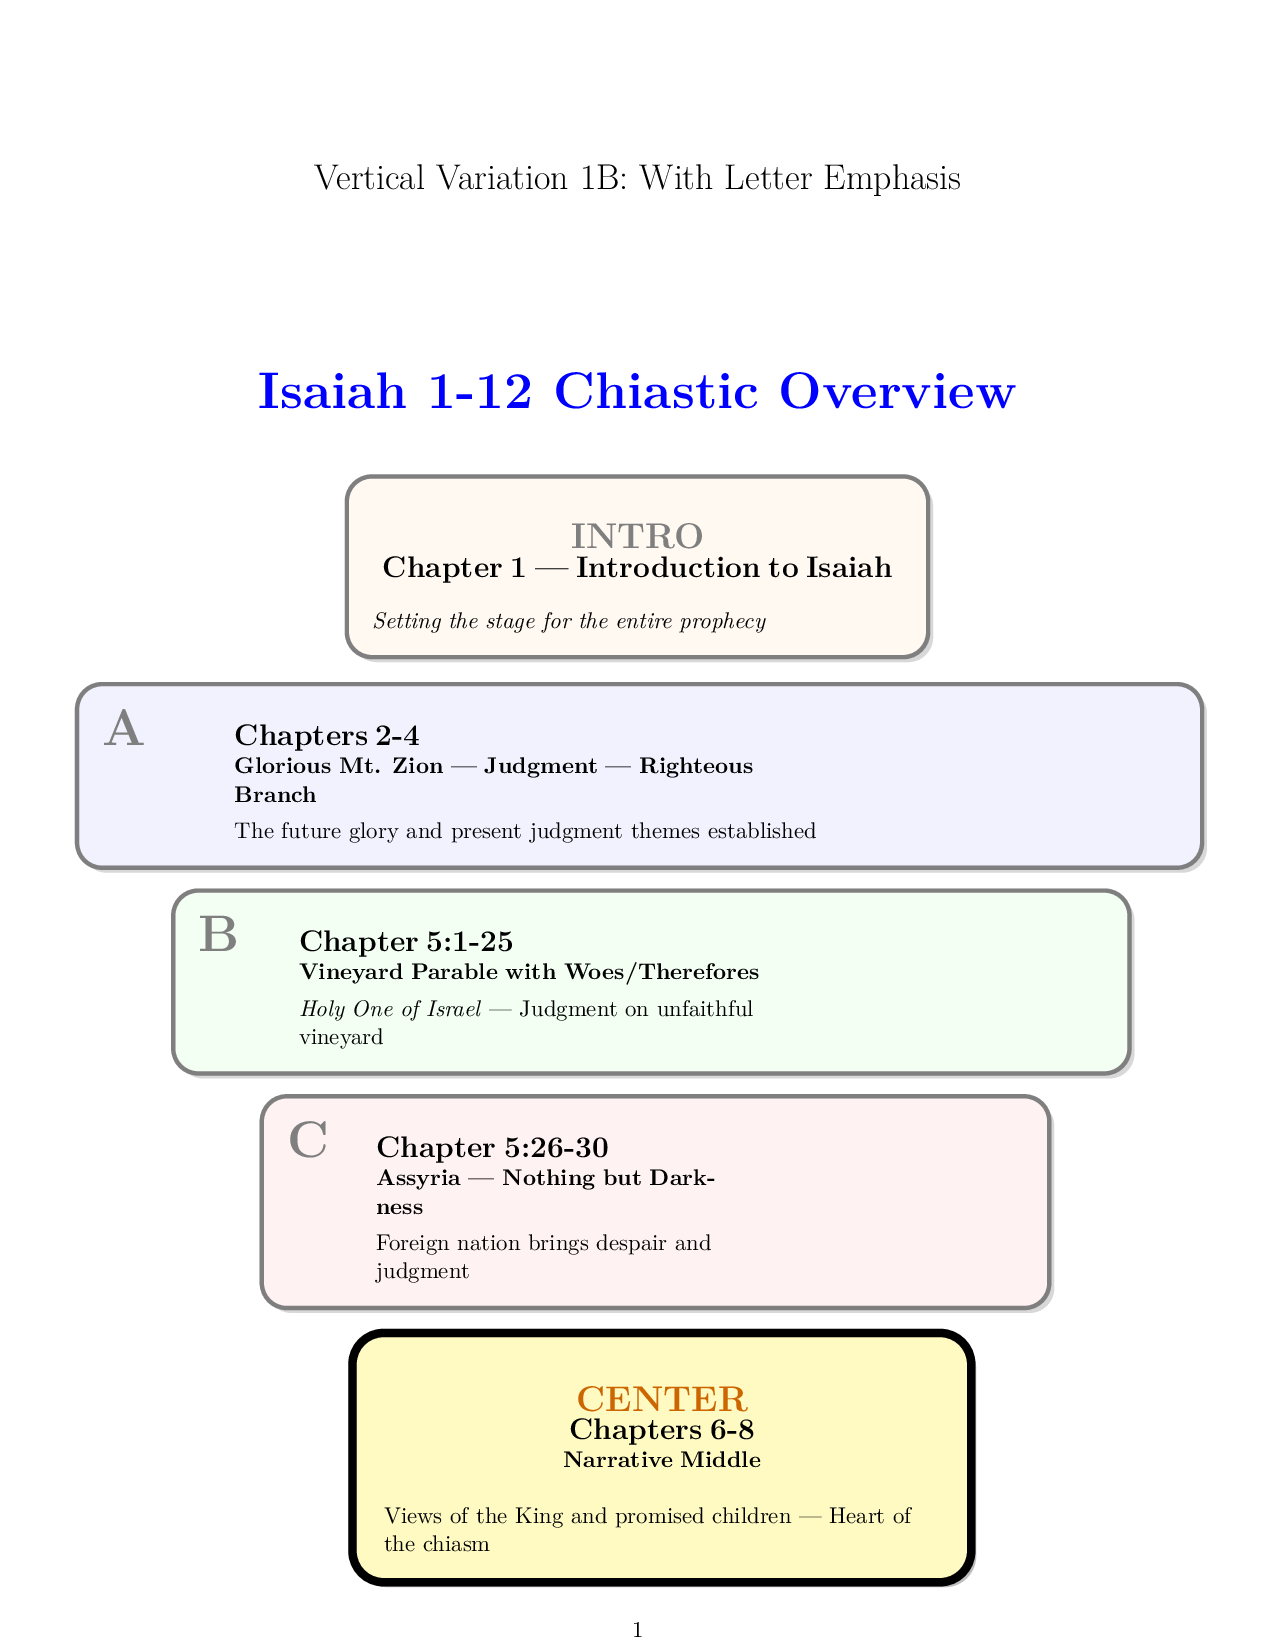 Vertical Variation 1B: With Letter Emphasis
Isaiah 1-12 Chiastic Overview
INTRO
Chapter 1 — Introduction to Isaiah
Setting the stage for the entire prophecy
A
Chapters 2-4
Glorious Mt. Zion — Judgment — Righteous
Branch
The future glory and present judgment themes established
B
Chapter 5:1-25
Vineyard Parable with Woes/Therefores
Holy One of Israel — Judgment on unfaithful
vineyard
C
Chapter 5:26-30
Assyria — Nothing but Dark-
ness
Foreign nation brings despair and
judgment
CENTER
Chapters 6-8
Narrative Middle
Views of the King and promised children — Heart of
the chiasm
1